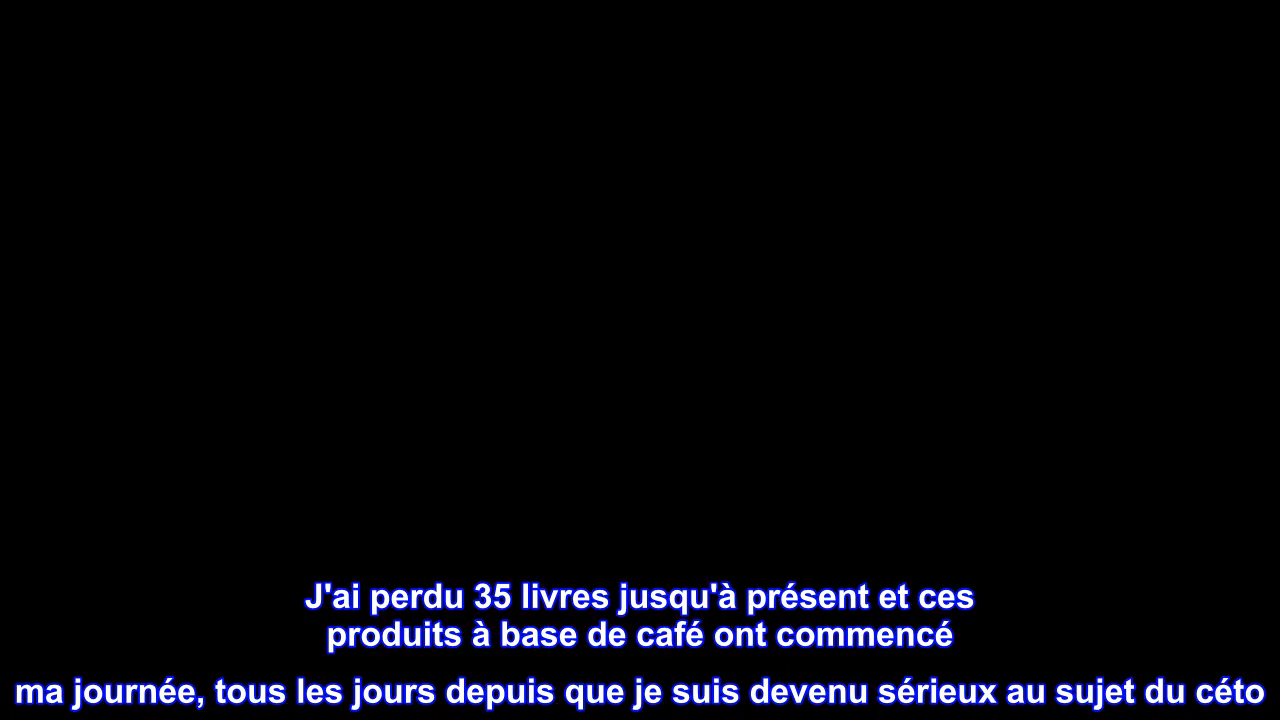 J'ai perdu 35 livres jusqu'à présent et ces
produits à base de café ont commencé
ma journée, tous les jours depuis que je suis devenu sérieux au sujet du céto